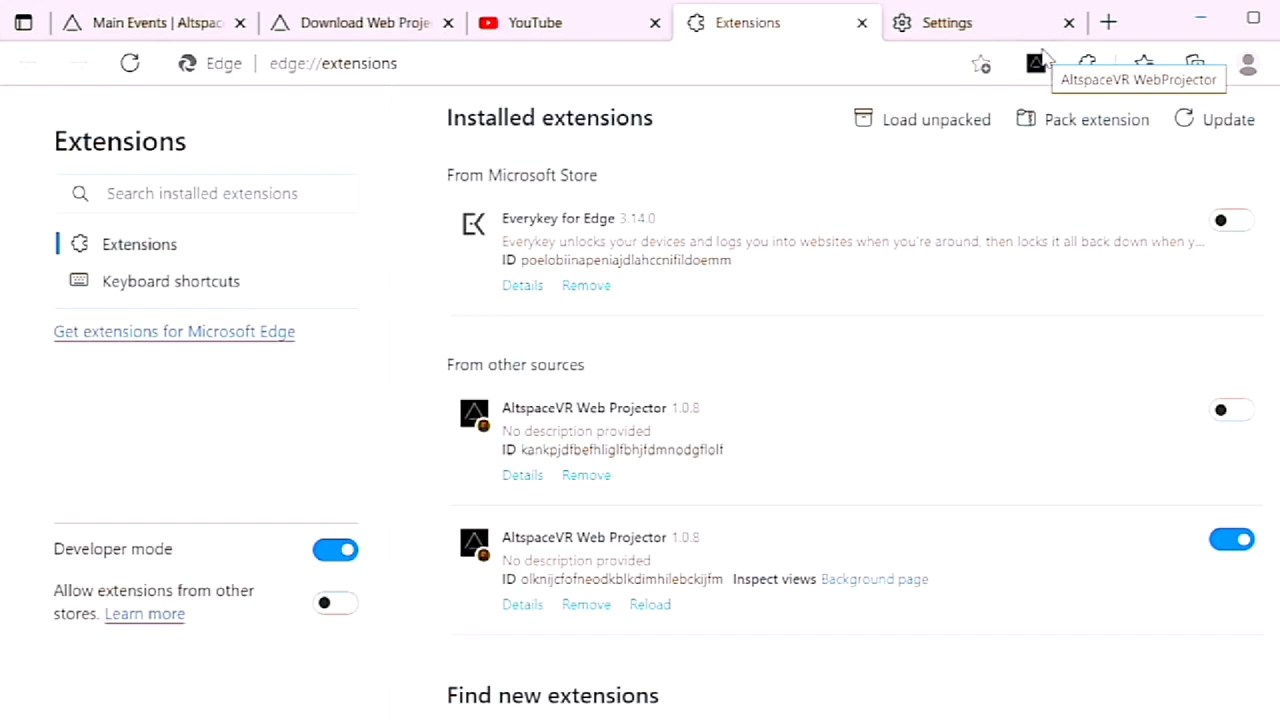 Main Events | Altspac
Download Web Proje
YouTube
Extensions
Settings
Edge
edge://extensions
AltspaceVR WebProjector
Extensions
Search installed extensions
Extensions
Keyboard shortcuts
Get extensions for Microsoft Edge
Developer mode
Allow extensions from other
stores. Learn more
Installed extensions
Load unpacked
Pack extension
Update
From Microsoft Store
Everykey for Edge 3.14.0
Everykey unlocks your devices and logs you into websites when you're around, then locks it all back down when y...
ID poelobiinapeniajdlahccnifildoemm
Details Remove
From other sources
AltspaceVR Web Projector 1.0.8
No description provided
ID kankpjdfbefhliglfbhjfdmnodgflolf
Details Remove
AltspaceVR Web Projector 1.0.8
No description provided
ID olknijcfofneodkblkdimhilebckijfm Inspect views Background page
Details Remove Reload
Find new extensions